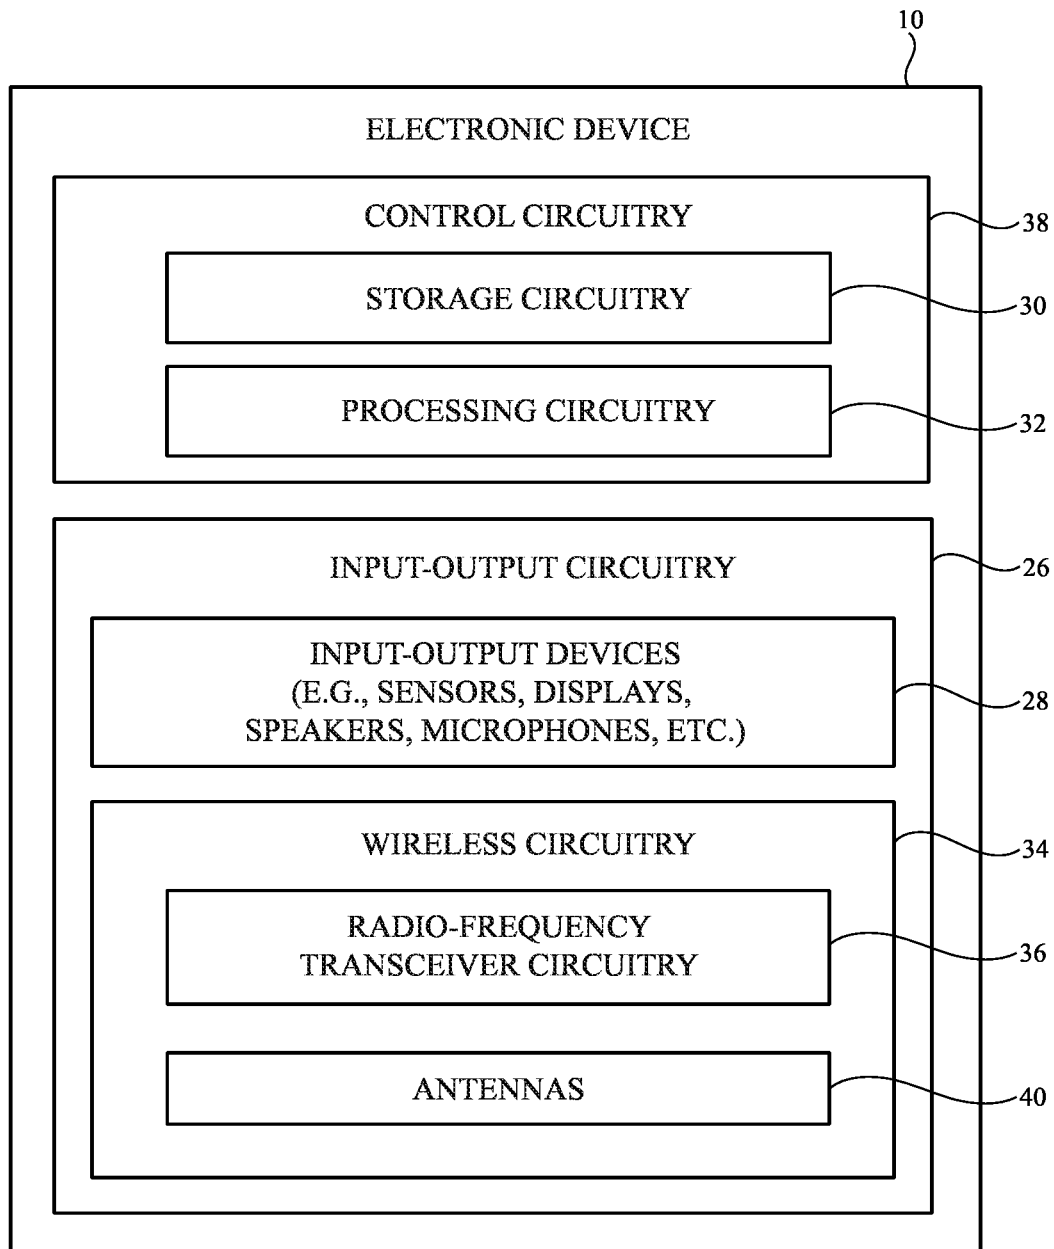 10
ELECTRONIC DEVICE
CONTROL CIRCUITRY
38
STORAGE CIRCUITRY
30
PROCESSING CIRCUITRY
32
INPUT-OUTPUT CIRCUITRY
26
INPUT-OUTPUT DEVICES
(E.G., SENSORS, DISPLAYS,
SPEAKERS, MICROPHONES, ETC.)
28
WIRELESS CIRCUITRY
34
RADIO-FREQUENCY
TRANSCEIVER CIRCUITRY
36
ANTENNAS
40